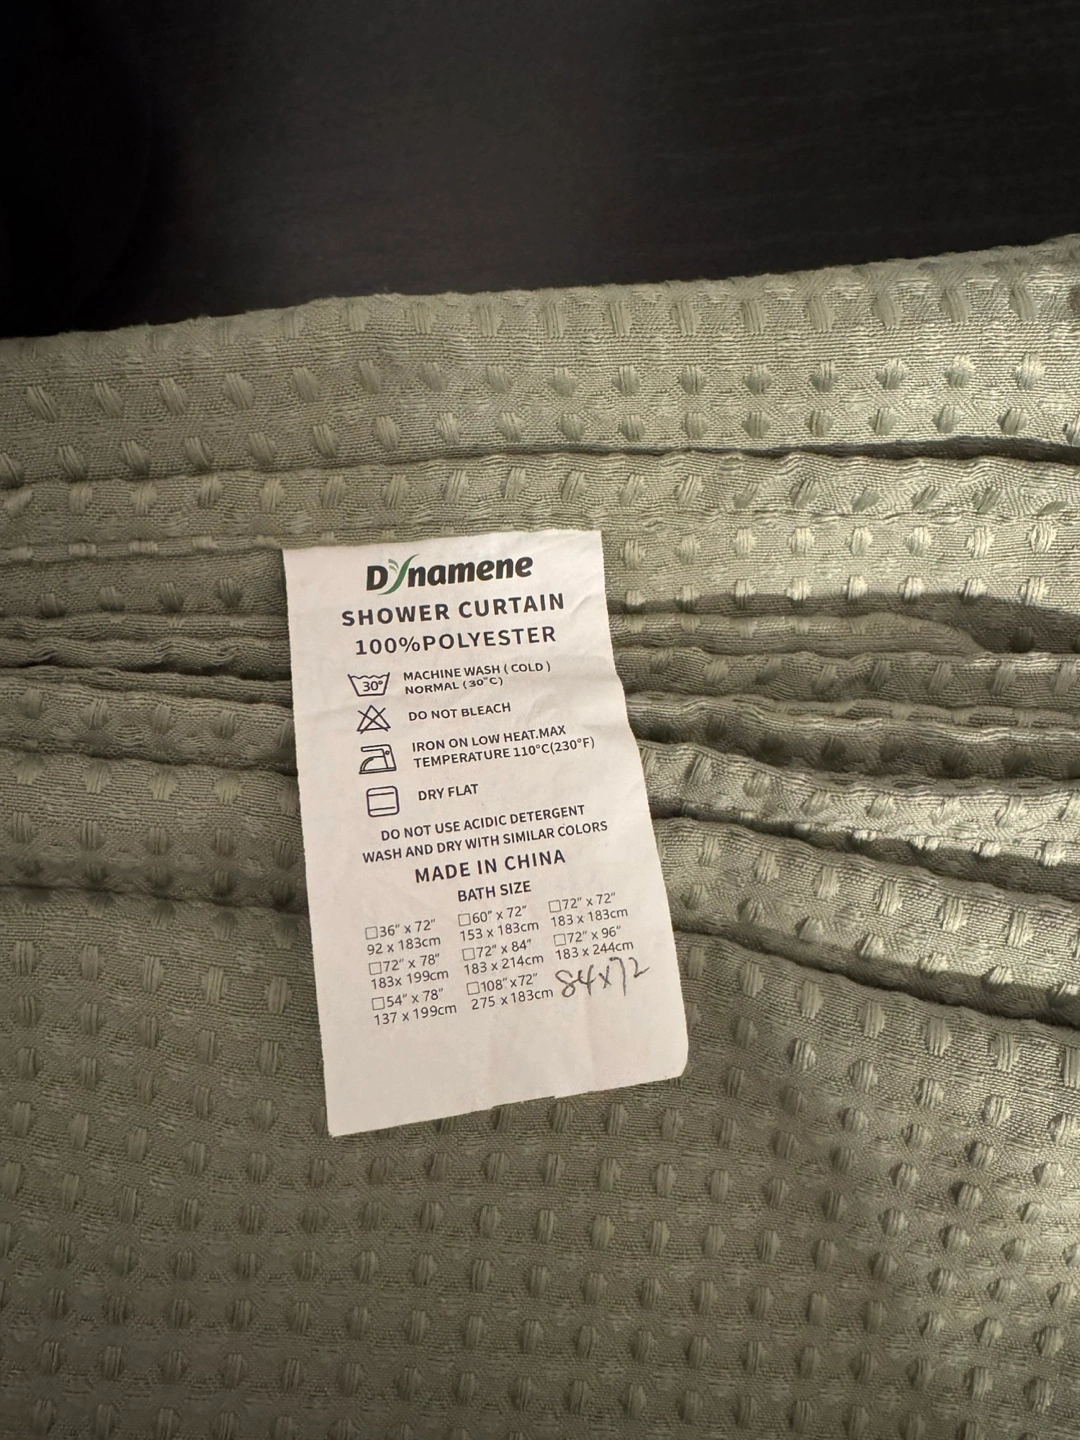 Dynamene
SHOWER CURTAIN
100%POLYESTER
30°
MACHINE WASH ( COLD )
NORMAL (30°C)
DO NOT BLEACH
IRON ON LOW HEAT.MAX
TEMPERATURE 110°C(230°F)
DRY FLAT
DO NOT USE ACIDIC DETERGENT
WASH AND DRY WITH SIMILAR COLORS
MADE IN CHINA
BATH SIZE
□36" x 72" □60" x 72" □72" x 72"
92 x 183cm 153 x 183cm 183 x 183cm
□72" x 78" □72" x 84" □72" x 96"
183x 199cm 183 x 214cm 183 x 244cm
□54" x 78" □108" x72" 84x72
137 x 199cm 275 x 183cm